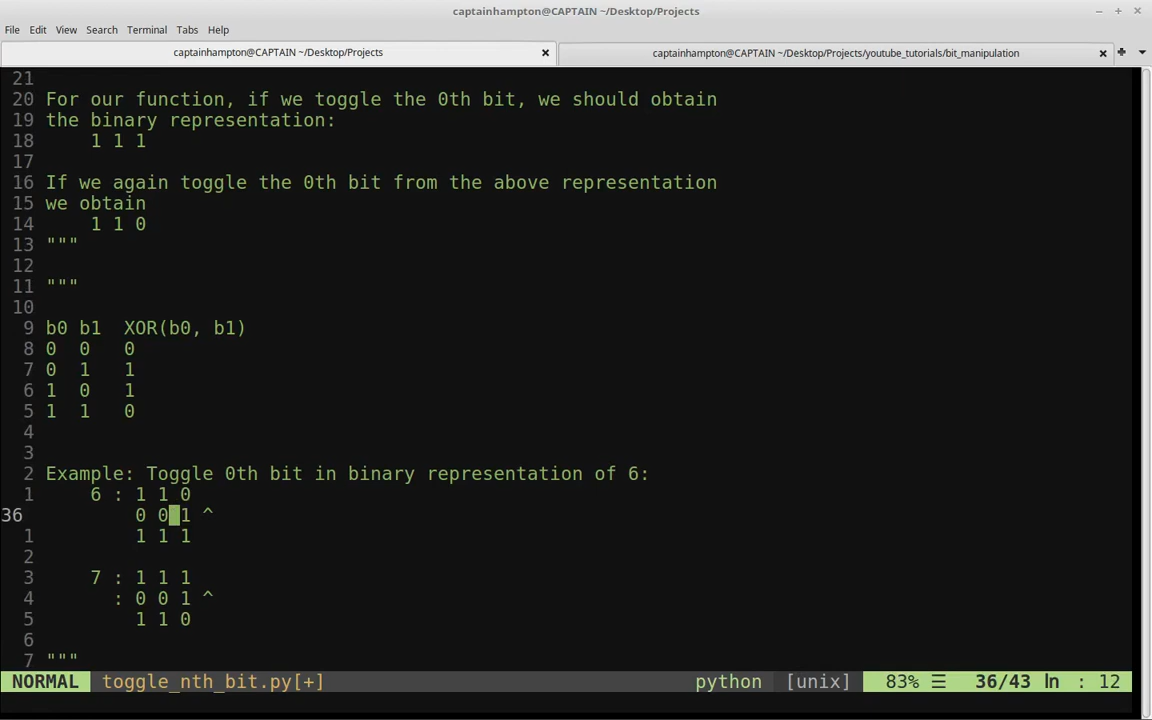 captainhampton@CAPTAIN ~/Desktop/Projects
File Edit View Search Terminal Tabs Help
captainhampton@CAPTAIN ~/Desktop/Projects captainhampton@CAPTAIN ~/Desktop/Projects/youtube_tutorials/bit_manipulation
21
20 For our function, if we toggle the 0th bit, we should obtain
19 the binary representation:
18 1 1 1
17
16 If we again toggle the 0th bit from the above representation
15 we obtain
14 1 1 0
13 """
12
11 """
10
9 b0 b1 XOR(b0, b1)
8 0 0 0
7 0 1 1
6 1 0 1
5 1 1 0
4
3
2 Example: Toggle 0th bit in binary representation of 6:
1 6 : 1 1 0
36 0 0 1 ^
1 1 1 1
2
3 7 : 1 1 1
4 : 0 0 1 ^
5 1 1 0
6
7 """
NORMAL toggle_nth_bit.py[+] python [unix] 83% ☰ 36/43 ln : 12